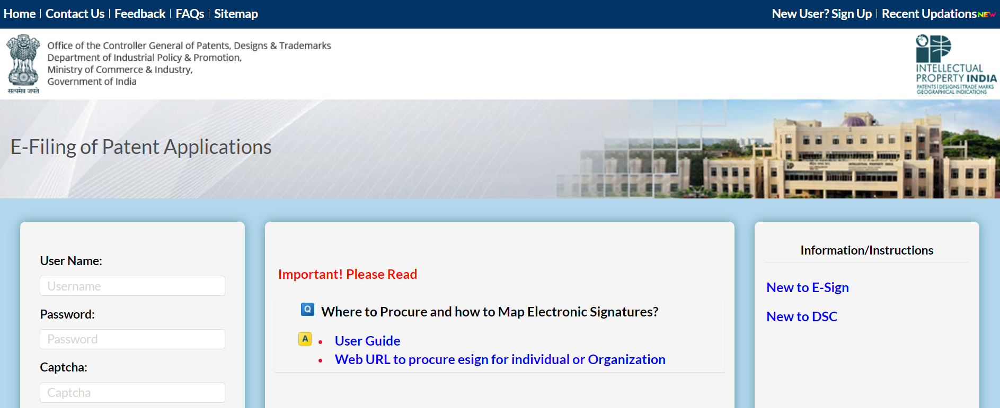 Home | Contact Us | Feedback | FAQs | Sitemap
New User? Sign Up | Recent Updations NEW
Office of the Controller General of Patents, Designs & Trademarks
Department of Industrial Policy & Promotion,
Ministry of Commerce & Industry,
Government of India
सत्यमेव जयते
iP
INTELLECTUAL
PROPERTY INDIA
PATENTS | DESIGNS | TRADE MARKS
GEOGRAPHICAL INDICATIONS
E-Filing of Patent Applications
INTELLECTUAL PROPERTY INDIA
User Name:
Username
Password:
Password
Captcha:
Captcha
Important! Please Read
Q Where to Procure and how to Map Electronic Signatures?
A • User Guide
• Web URL to procure esign for individual or Organization
Information/Instructions
New to E-Sign
New to DSC